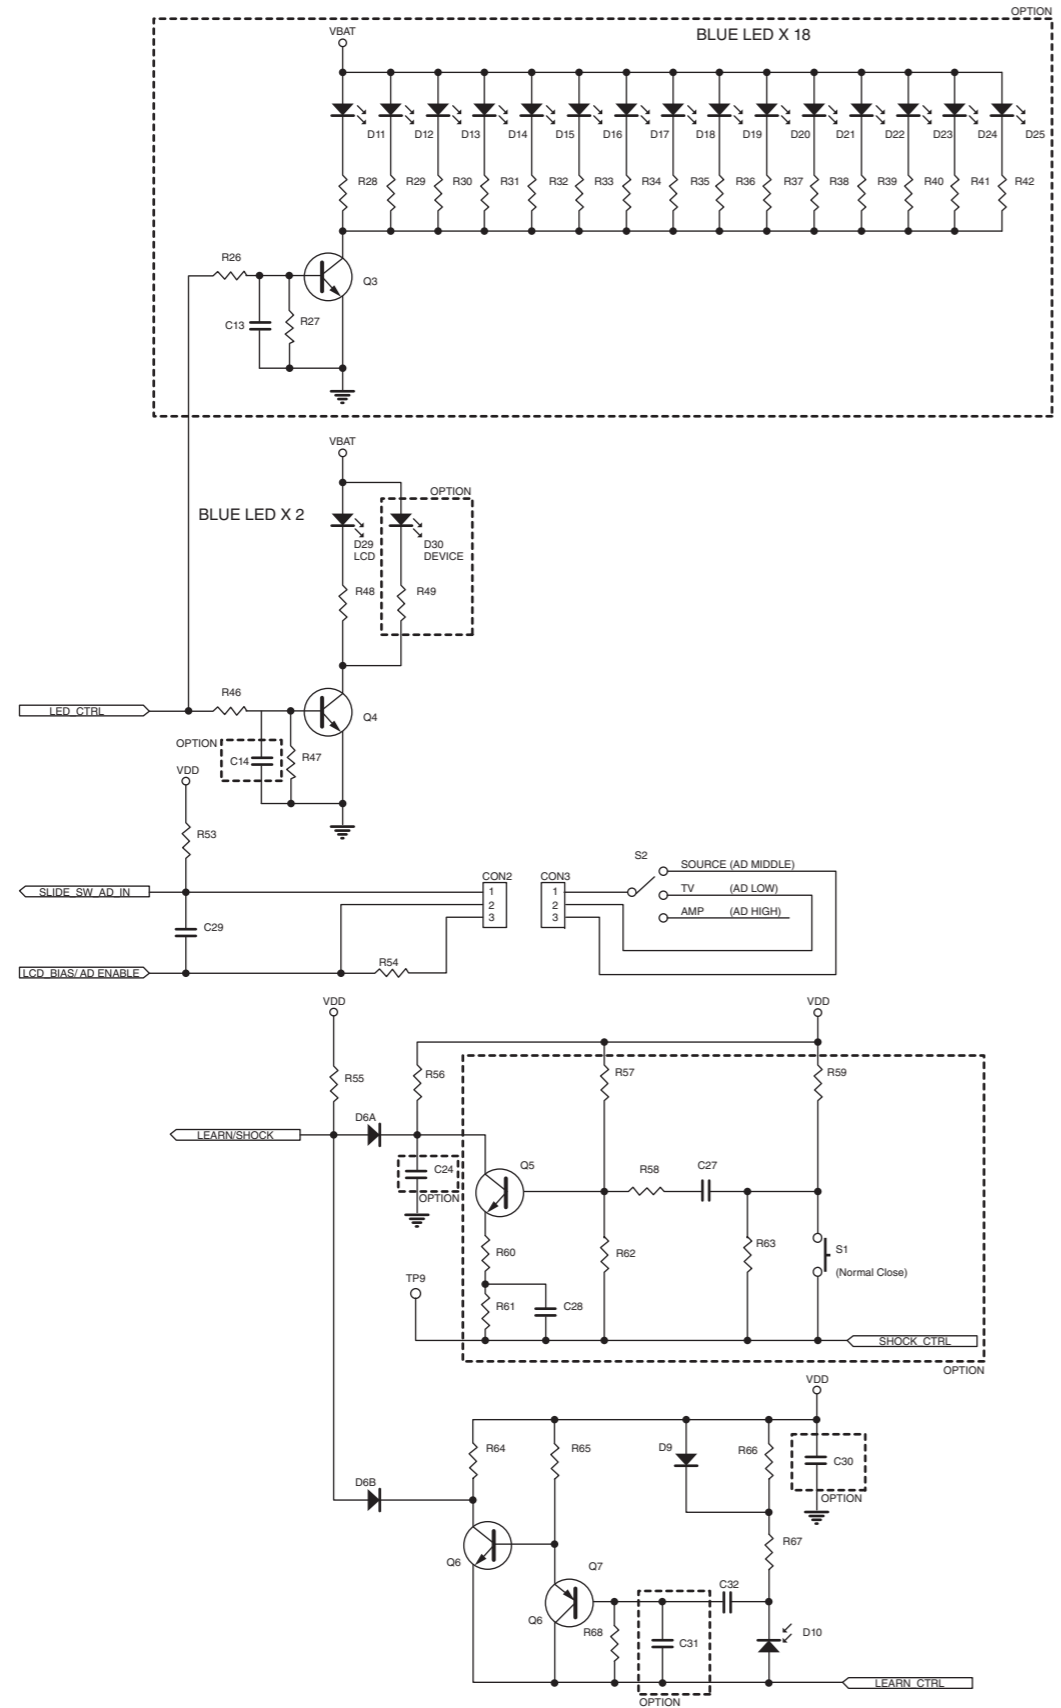 OPTION
BLUE LED X 18
VBAT
D11 D12 D13 D14 D15 D16 D17 D18 D19 D20 D21 D22 D23 D24 D25
R28 R29 R30 R31 R32 R33 R34 R35 R36 R37 R38 R39 R40 R41 R42
R26
Q3
C13
R27
VBAT
OPTION
BLUE LED X 2
D29
LCD
D30
DEVICE
R48
R49
R46
LED_CTRL
Q4
OPTION
C14
R47
VDD
R53
S2
SOURCE (AD MIDDLE)
CON2
CON3
SLIDE_SW_AD_IN
1
1
TV (AD LOW)
2
2
AMP (AD HIGH)
3
3
C29
R54
LCD_BIAS/ AD ENABLE
VDD
VDD
R55
R56
R57
R59
D6A
LEARN/SHOCK
C24
OPTION
Q5
R58
C27
R60
R62
R63
S1
(Normal Close)
TP9
R61
C28
SHOCK_CTRL
OPTION
VDD
R64
R65
D9
R66
C30
OPTION
D6B
R67
Q6
Q7
C32
Q6
R68
C31
D10
LEARN_CTRL
OPTION